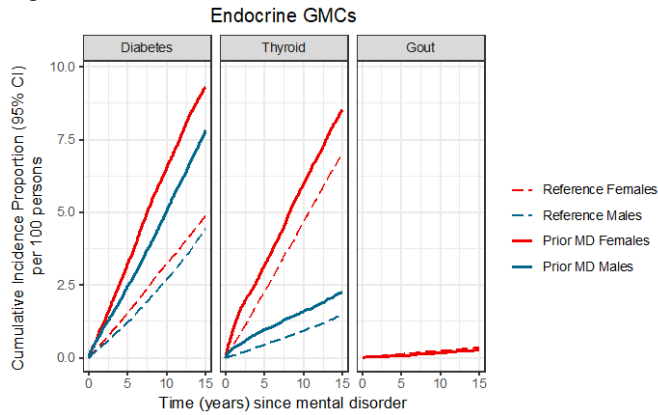 Endocrine GMCs
Diabetes
Thyroid
Gout
Cumulative Incidence Proportion (95% CI)
per 100 persons
10.0
7.5
5.0
2.5
0.0
0 5 10 15
0 5 10 15
0 5 10 15
Time (years) since mental disorder
Reference Females
Reference Males
Prior MD Females
Prior MD Males